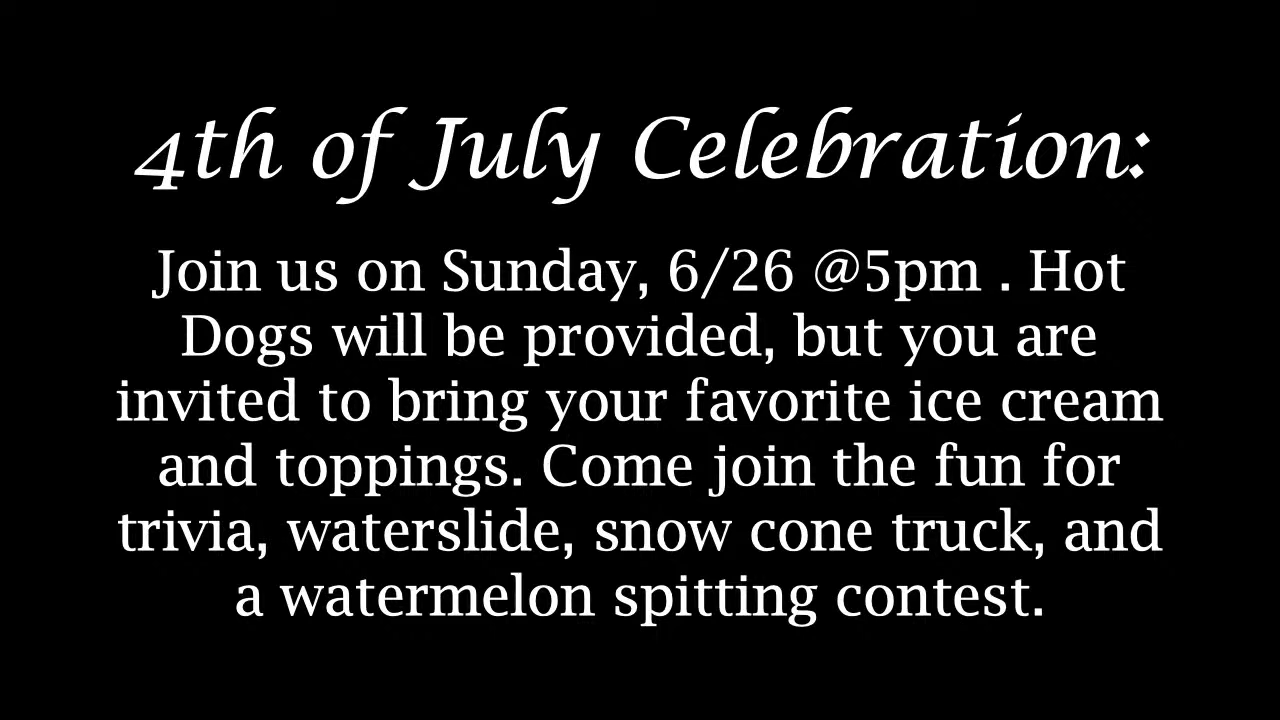 4th of July Celebration:
Join us on Sunday, 6/26 @5pm . Hot
Dogs will be provided, but you are
invited to bring your favorite ice cream
and toppings. Come join the fun for
trivia, waterslide, snow cone truck, and
a watermelon spitting contest.